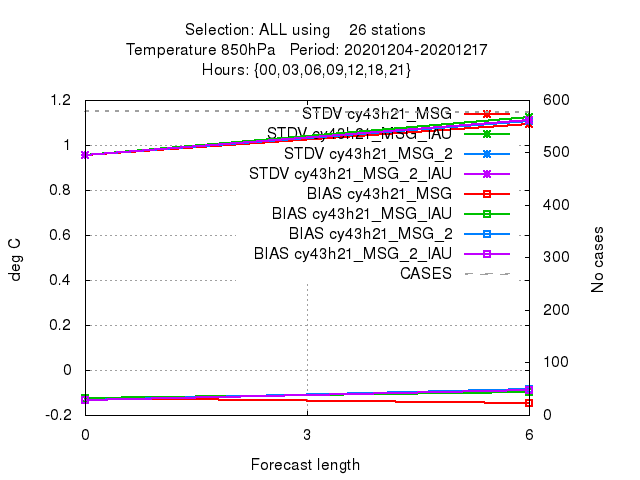 Selection: ALL using 26 stations
Temperature 850hPa Period: 20201204-20201217
Hours: {00,03,06,09,12,18,21}
1.2
1
0.8
0.6
0.4
0.2
0
-0.2
deg C
STDV cy43h21_MSG
STDV cy43h21_MSG_IAU
STDV cy43h21_MSG_2
STDV cy43h21_MSG_2_IAU
BIAS cy43h21_MSG
BIAS cy43h21_MSG_IAU
BIAS cy43h21_MSG_2
BIAS cy43h21_MSG_2_IAU
CASES
600
500
400
300
200
100
0
No cases
0 3 6
Forecast length